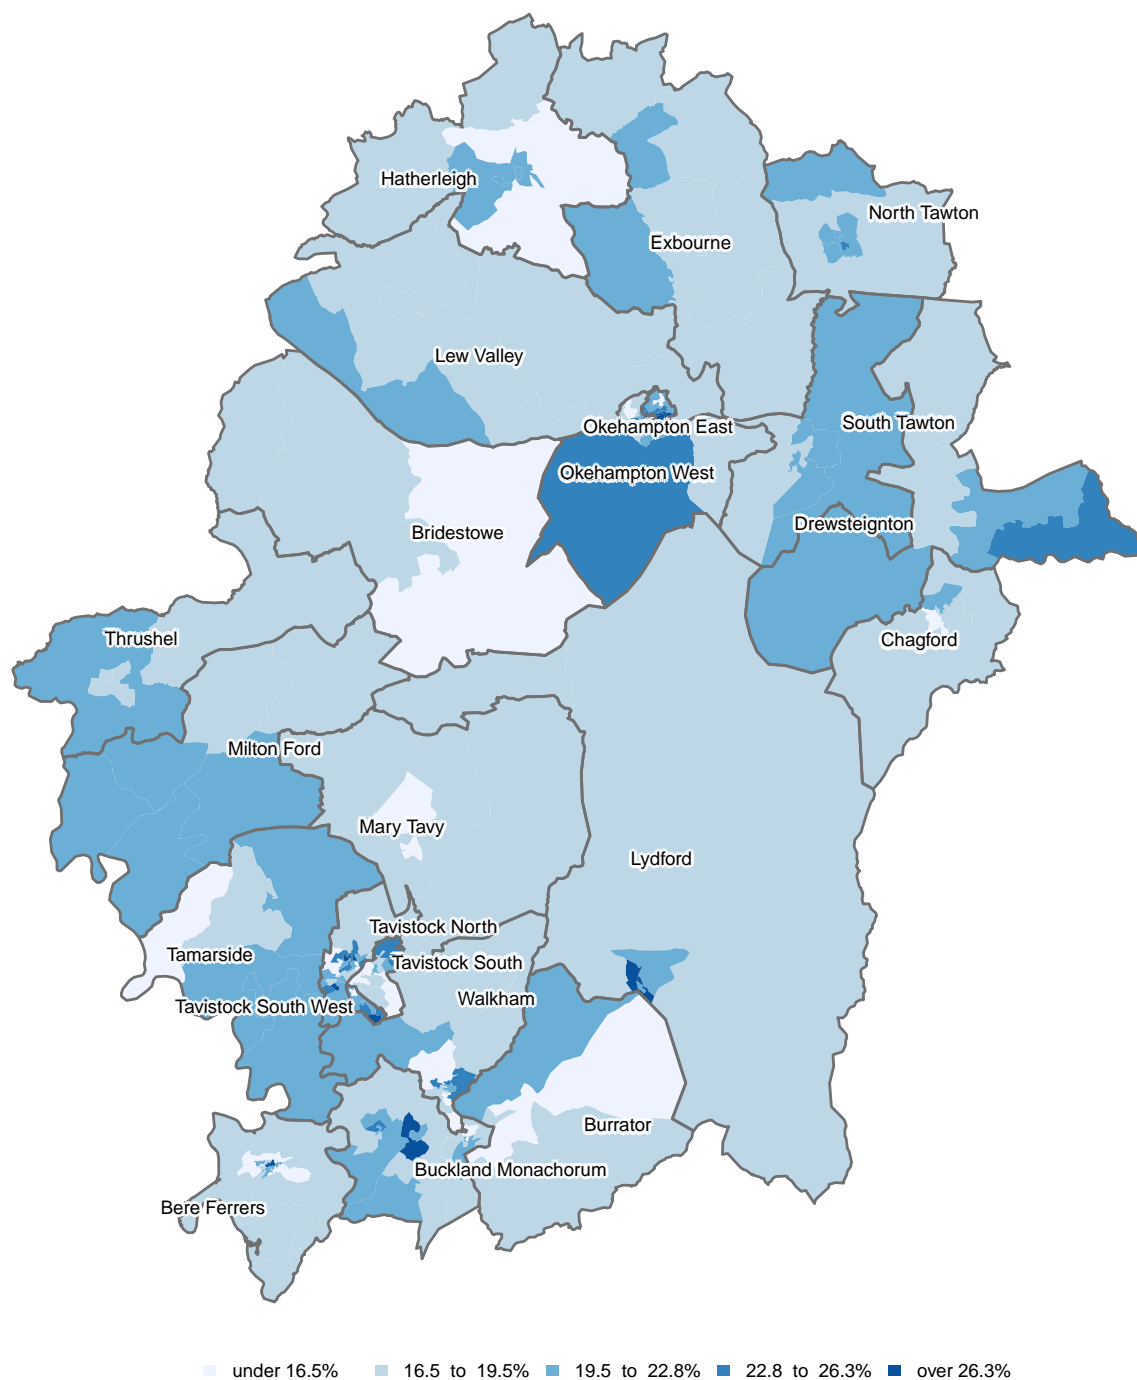 Hatherleigh
North Tawton
Exbourne
Lew Valley
South Tawton
Okehampton East
Okehampton West
Drewsteignton
Bridestowe
Thrushel
Chagford
Milton Ford
Mary Tavy
Lydford
Tavistock North
Tamarside
Tavistock South
Walkham
Tavistock South West
Burrator
Buckland Monachorum
Bere Ferrers
under 16.5% 16.5 to 19.5% 19.5 to 22.8% 22.8 to 26.3% over 26.3%